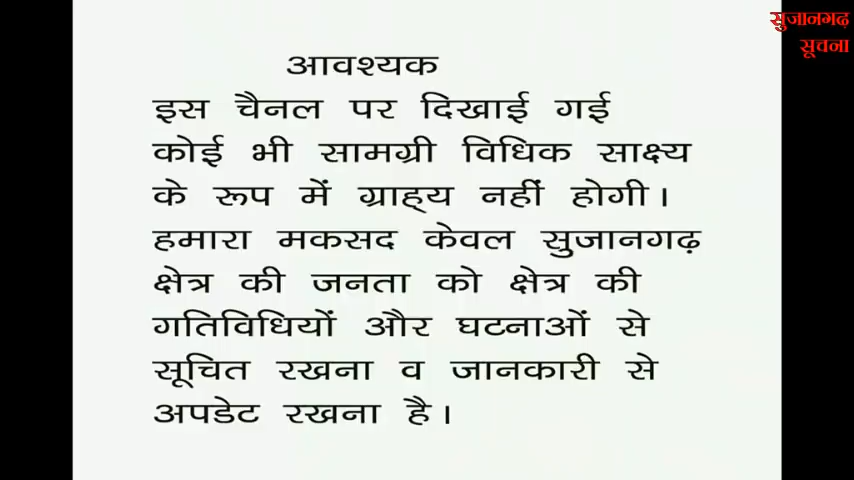 सुजानगढ़
सूचना
आवश्यक
इस चैनल पर दिखाई गई
कोई भी सामग्री विधिक साक्ष्य
के रूप में ग्राह्य नहीं होगी।
हमारा मकसद केवल सुजानगढ़
क्षेत्र की जनता को क्षेत्र की
गतिविधियों और घटनाओं से
सूचित रखना व जानकारी से
अपडेट रखना है।